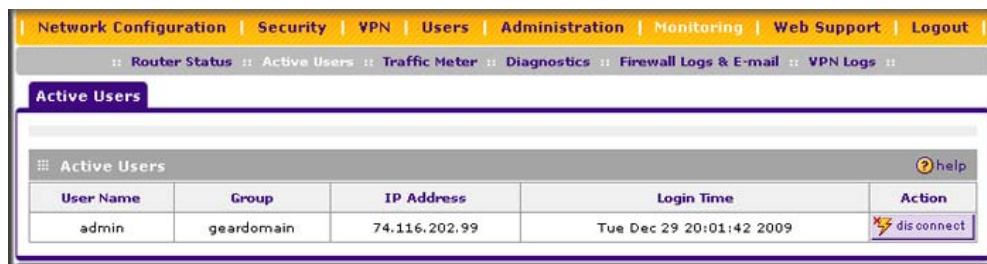 Network Configuration | Security | VPN | Users | Administration | Monitoring | Web Support | Logout |
:: Router Status :: Active Users :: Traffic Meter :: Diagnostics :: Firewall Logs & E-mail :: VPN Logs ::
Active Users
Active Users ? help
User Name Group IP Address Login Time Action
admin geardomain 74.116.202.99 Tue Dec 29 20:01:42 2009 disconnect